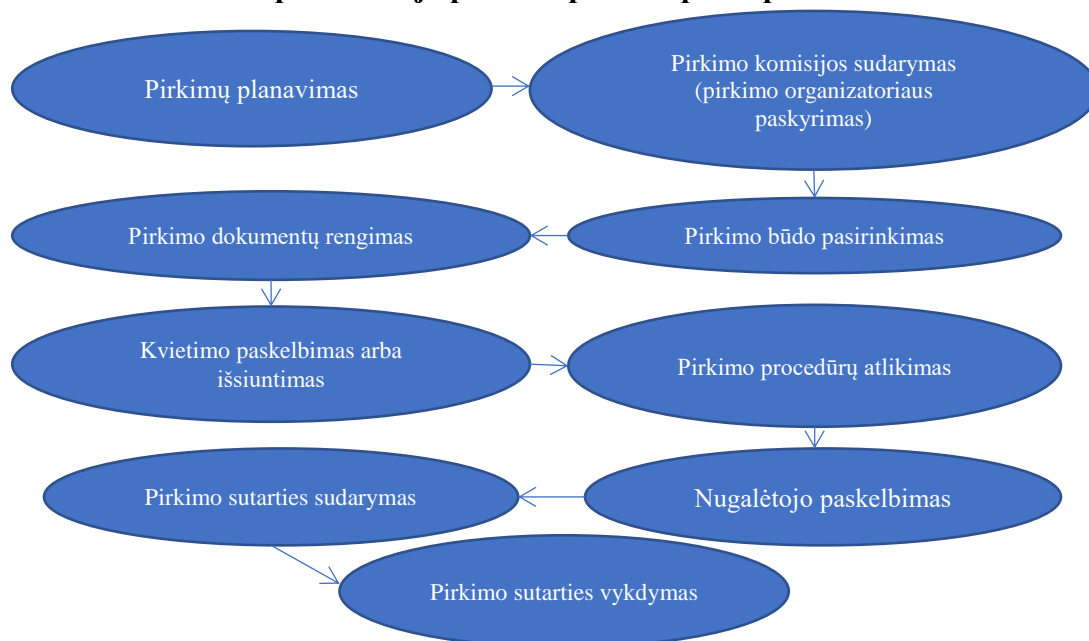 Pirkimų planavimas
Pirkimo komisijos sudarymas
(pirkimo organizatoriaus
paskyrimas)
Pirkimo būdo pasirinkimas
Pirkimo dokumentų rengimas
Kvietimo paskelbimas arba
išsiuntimas
Pirkimo procedūrų atlikimas
Nugalėtojo paskelbimas
Pirkimo sutarties sudarymas
Pirkimo sutarties vykdymas